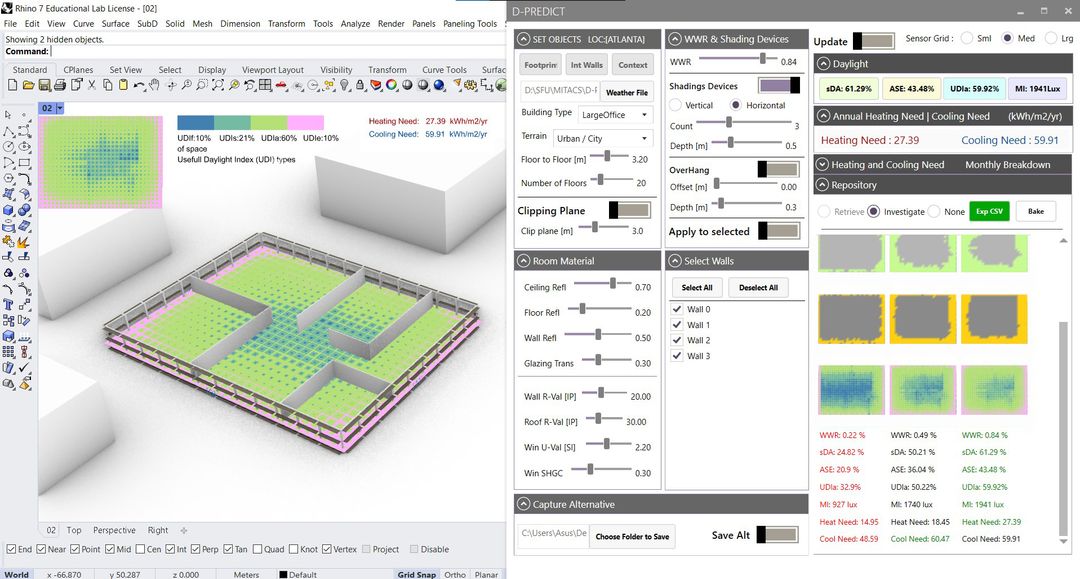 Rhino 7 Educational Lab License - [02]
File Edit View Curve Surface SubD Solid Mesh Dimension Transform Tools Analyze Render Panels Paneling Tools
Showing 2 hidden objects.
Command:
Standard CPlanes Set View Select Display Viewport Layout Visibility Transform Curve Tools
02
UDIf:10% UDIs:21% UDIa:60% UDIe:10%
of space
Usefull Daylight Index (UDI) types
Heating Need: 27.39 kWh/m2/yr
Cooling Need: 59.91 kWh/m2/yr
02 Top Perspective Right
End Near Point Mid Cen Int Perp Tan Quad Knot Vertex Project Disable
World x -66.870 y 50.287 z 0.000 Meters Default Grid Snap Ortho Planar
D-PREDICT
SET OBJECTS LOC:[ATLANTA]
Footprin Int Walls Context
D:\SFU\MITACS\D-P Weather File
Building Type LargeOffice
Terrain Urban / City
Floor to Floor [m] 3.20
Number of Floors 20
Clipping Plane
Clip plane [m] 3.0
Room Material
Ceiling Refl 0.70
Floor Refl 0.20
Wall Refl 0.50
Glazing Trans 0.30
Wall R-Val [IP] 20.00
Roof R-Val [IP] 30.00
Win U-Val [SI] 2.20
Win SHGC 0.30
Capture Alternative
C:\Users\Asus\De Choose Folder to Save Save Alt
WWR & Shading Devices
WWR 0.84
Shadings Devices
Vertical Horizontal
Count 3
Depth [m] 0.5
OverHang
Offset [m] 0.00
Depth [m] 0.3
Apply to selected
Select Walls
Select All Deselect All
Wall 0
Wall 1
Wall 2
Wall 3
Update Sensor Grid : Sml Med Lrg
Daylight
sDA: 61.29% ASE: 43.48% UDIa: 59.92% MI: 1941Lux
Annual Heating Need | Cooling Need (kWh/m2/yr)
Heating Need : 27.39 Cooling Need : 59.91
Heating and Cooling Need Monthly Breakdown
Repository
Retrieve Investigate None Exp CSV Bake
WWR: 0.22 % WWR: 0.49 % WWR: 0.84 %
sDA: 24.82 % sDA: 50.21 % sDA: 61.29 %
ASE: 20.9 % ASE: 36.04 % ASE: 43.48 %
UDIa: 32.9% UDIa: 50.22% UDIa: 59.92%
MI: 927 lux MI: 1740 lux MI: 1941 lux
Heat Need: 14.95 Heat Need: 18.45 Heat Need: 27.39
Cool Need: 48.59 Cool Need: 60.47 Cool Need: 59.91